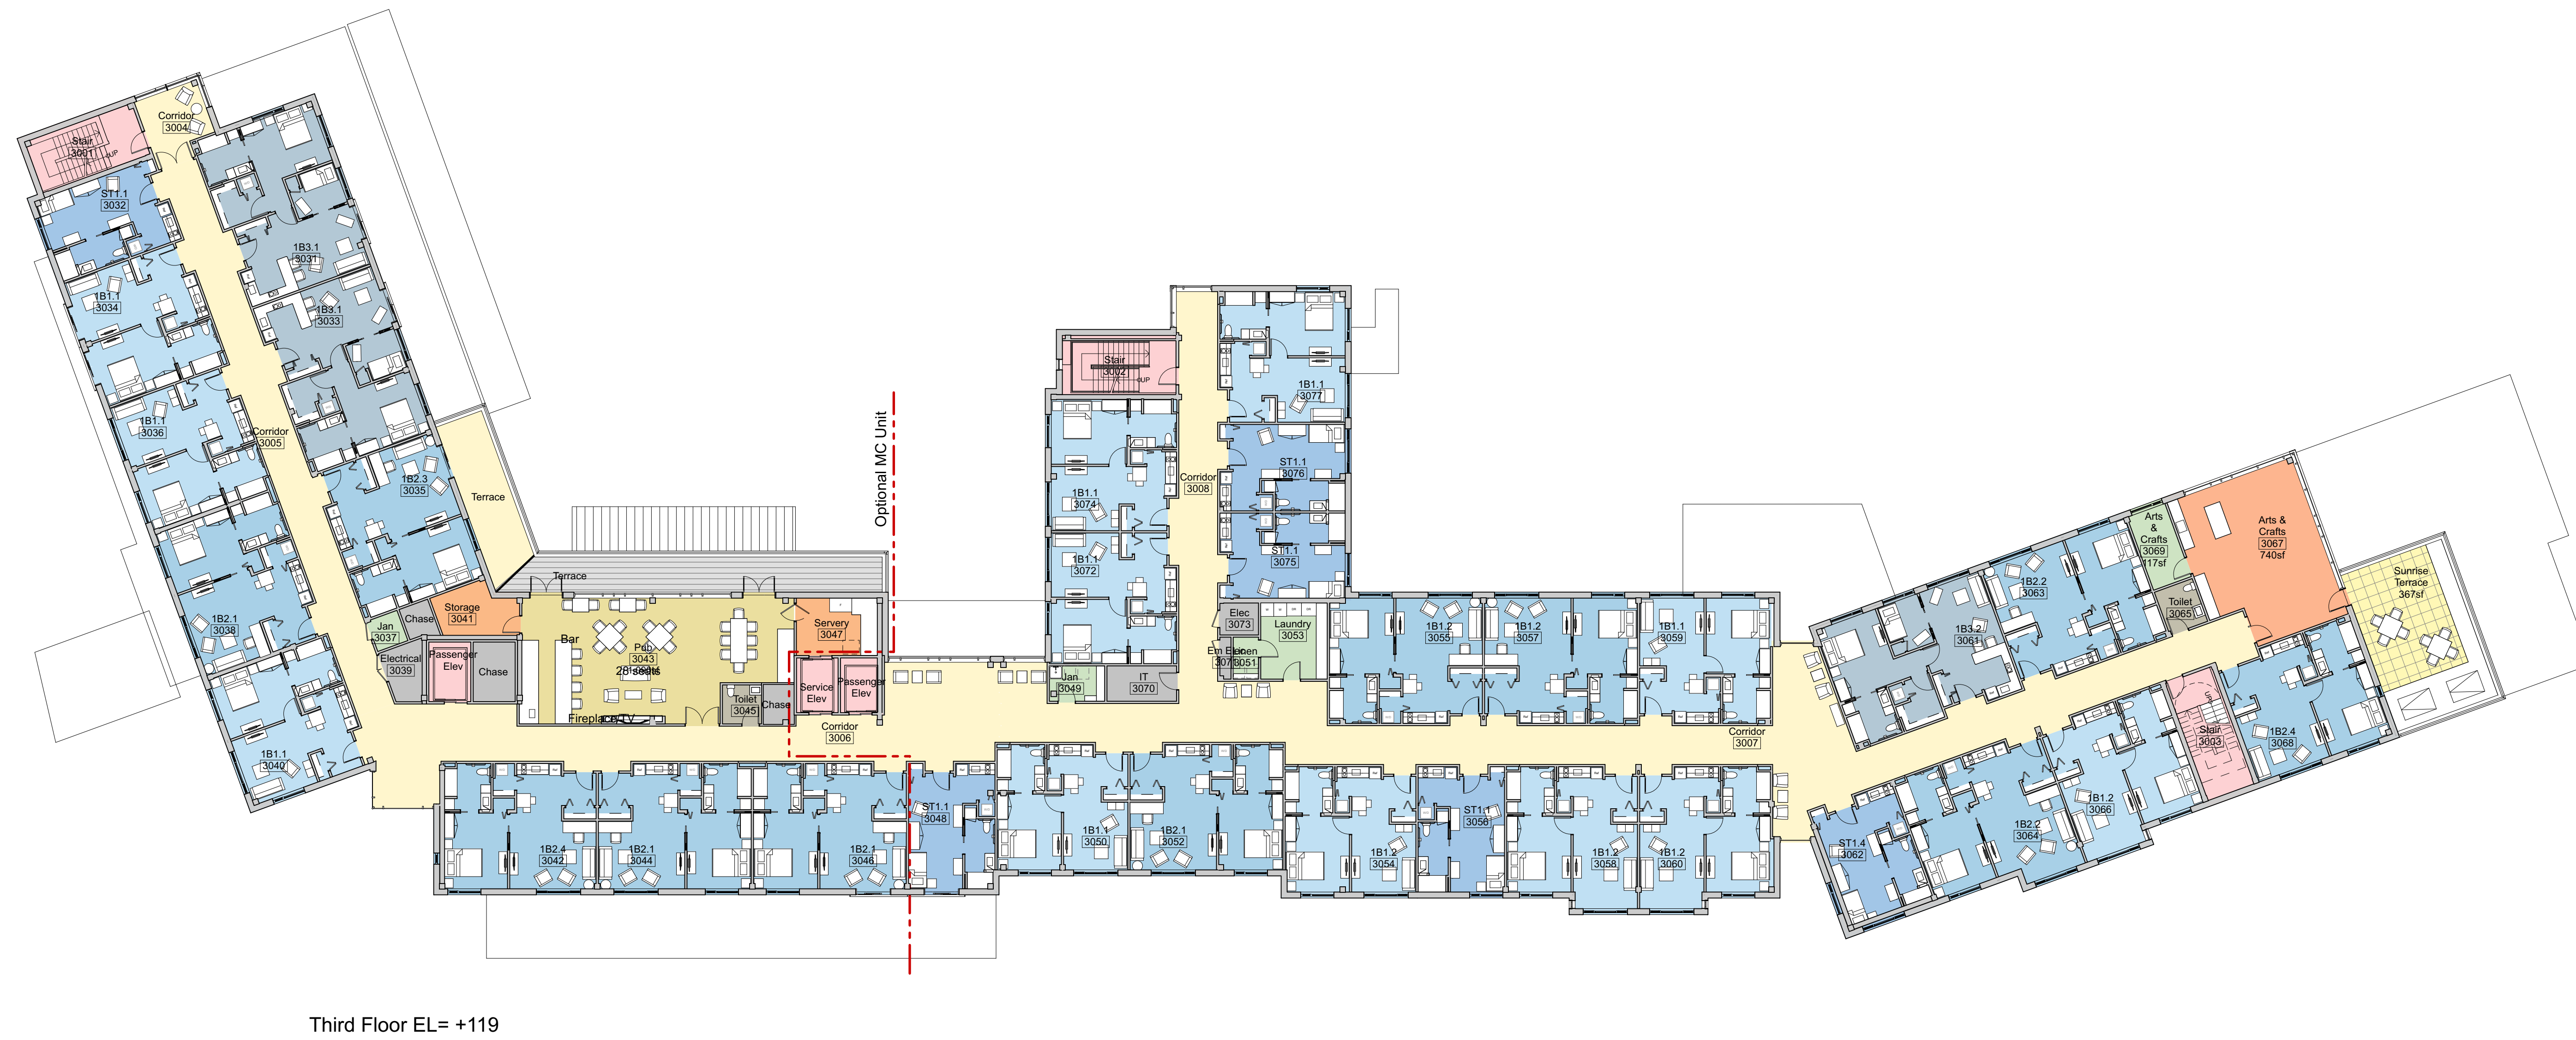 Corridor
3004
Stair
3001
UP
ST1.1
3032
1B3.1
3031
1B1.1
3034
1B3.1
3033
1B1.1
3036
Corridor
3005
1B2.3
3035
Terrace
1B2.1
3038
Jan
3037
Chase
Storage
3041
Electrical
3039
Passenger
Elev
Chase
1B1.1
3040
Terrace
Bar
Pub
3043
28 seats
Fireplace/TV
Toilet
3045
Chase
Servery
3047
Service
Elev
Passenger
Elev
Optional MC Unit
Corridor
3006
1B2.4
3042
1B2.1
3044
1B2.1
3046
ST1.1
3048
1B1.1
3050
1B2.1
3052
Stair
3002
UP
1B1.1
3077
1B1.1
3074
Corridor
3008
ST1.1
3076
1B1.1
3072
ST1.1
3075
Elec
3073
Laundry
3053
Em Elec
Linen
3051
Jan
3049
IT
3070
1B1.2
3055
1B1.2
3057
1B1.1
3059
Corridor
3007
1B1.2
3054
ST1.1
3056
1B1.2
3058
1B1.2
3060
1B3.2
3061
1B2.2
3063
Arts
&
Crafts
3069
117sf
Toilet
3065
Arts &
Crafts
3067
740sf
Sunrise
Terrace
367sf
ST1.4
3062
1B2.2
3064
1B1.2
3066
Stair
3003
UP
1B2.4
3068
Third Floor EL= +119